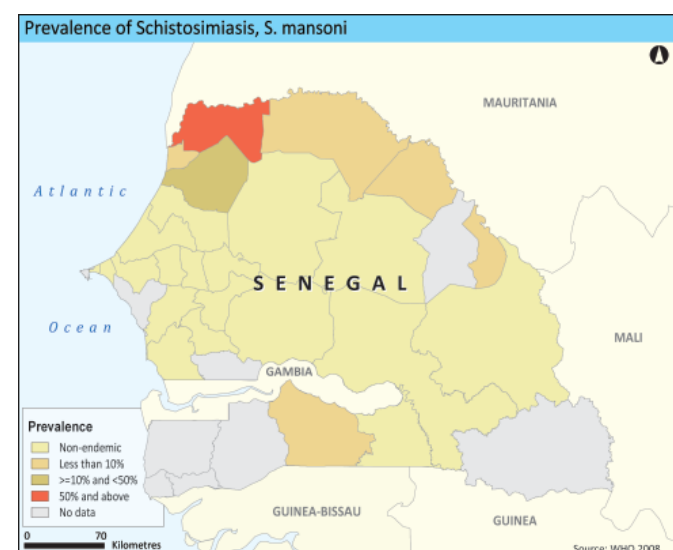 Prevalence of Schistosimiasis, S. mansoni
MAURITANIA
Atlantic
SENEGAL
Ocean
MALI
GAMBIA
Prevalence
Non-endemic
Less than 10%
>=10% and <50%
50% and above
No data
GUINEA-BISSAU
GUINEA
0 70
Kilometres
Source: WHO 2008